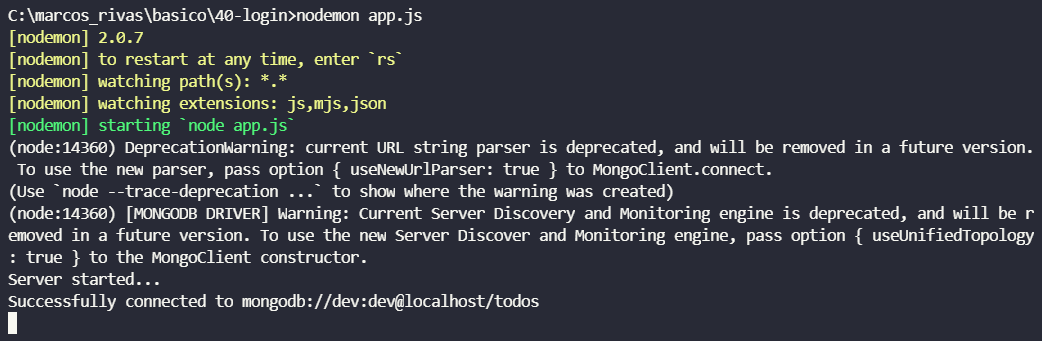 C:\marcos_rivas\basico\40-login>nodemon app.js
[nodemon] 2.0.7
[nodemon] to restart at any time, enter `rs`
[nodemon] watching path(s): *.*
[nodemon] watching extensions: js,mjs,json
[nodemon] starting `node app.js`
(node:14360) DeprecationWarning: current URL string parser is deprecated, and will be removed in a future version.
 To use the new parser, pass option { useNewUrlParser: true } to MongoClient.connect.
(Use `node --trace-deprecation ...` to show where the warning was created)
(node:14360) [MONGODB DRIVER] Warning: Current Server Discovery and Monitoring engine is deprecated, and will be r
emoved in a future version. To use the new Server Discover and Monitoring engine, pass option { useUnifiedTopology
: true } to the MongoClient constructor.
Server started...
Successfully connected to mongodb://dev:dev@localhost/todos